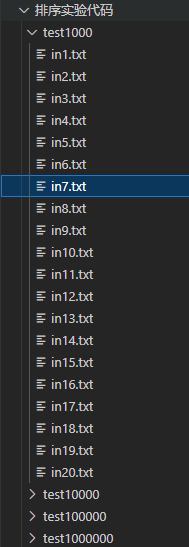 排序实验代码
test1000
in1.txt
in2.txt
in3.txt
in4.txt
in5.txt
in6.txt
in7.txt
in8.txt
in9.txt
in10.txt
in11.txt
in12.txt
in13.txt
in14.txt
in15.txt
in16.txt
in17.txt
in18.txt
in19.txt
in20.txt
test10000
test100000
test1000000